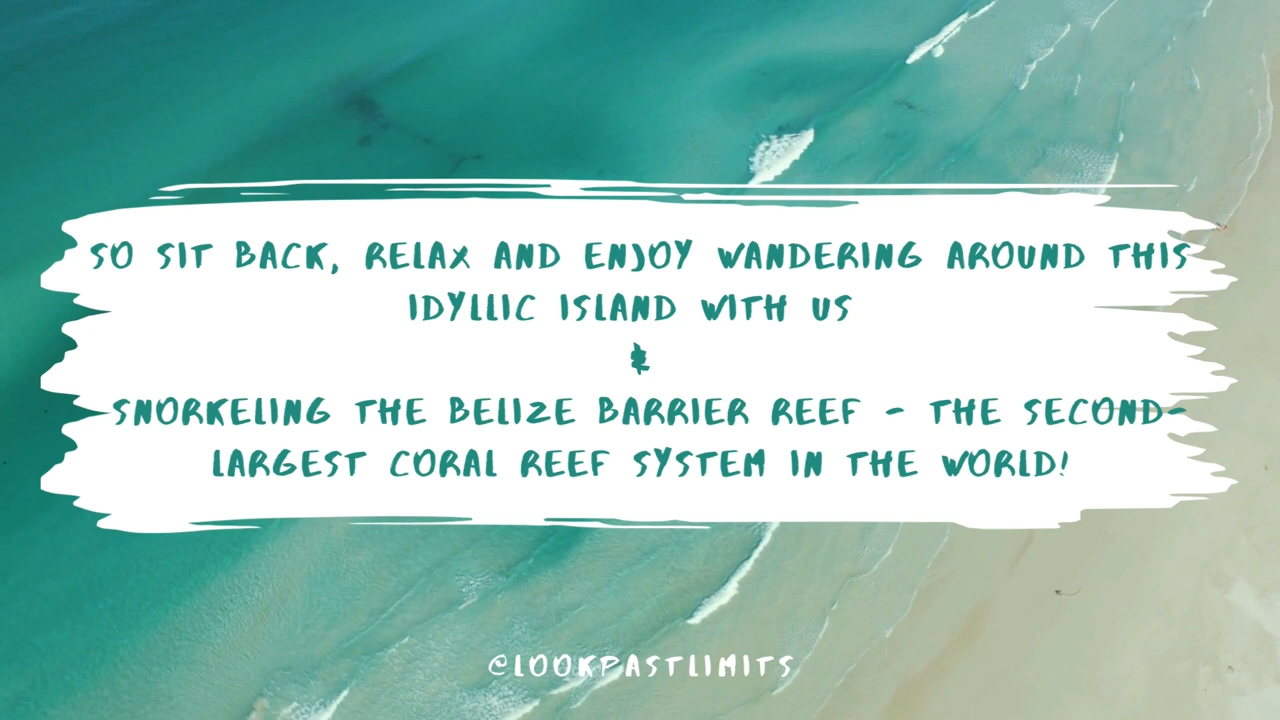 SO SIT BACK, RELAX AND ENJOY WANDERING AROUND THIS
IDYLLIC ISLAND WITH US
&
SNORKELING THE BELIZE BARRIER REEF - THE SECOND-
LARGEST CORAL REEF SYSTEM IN THE WORLD!
@LOOKPASTLIMITS